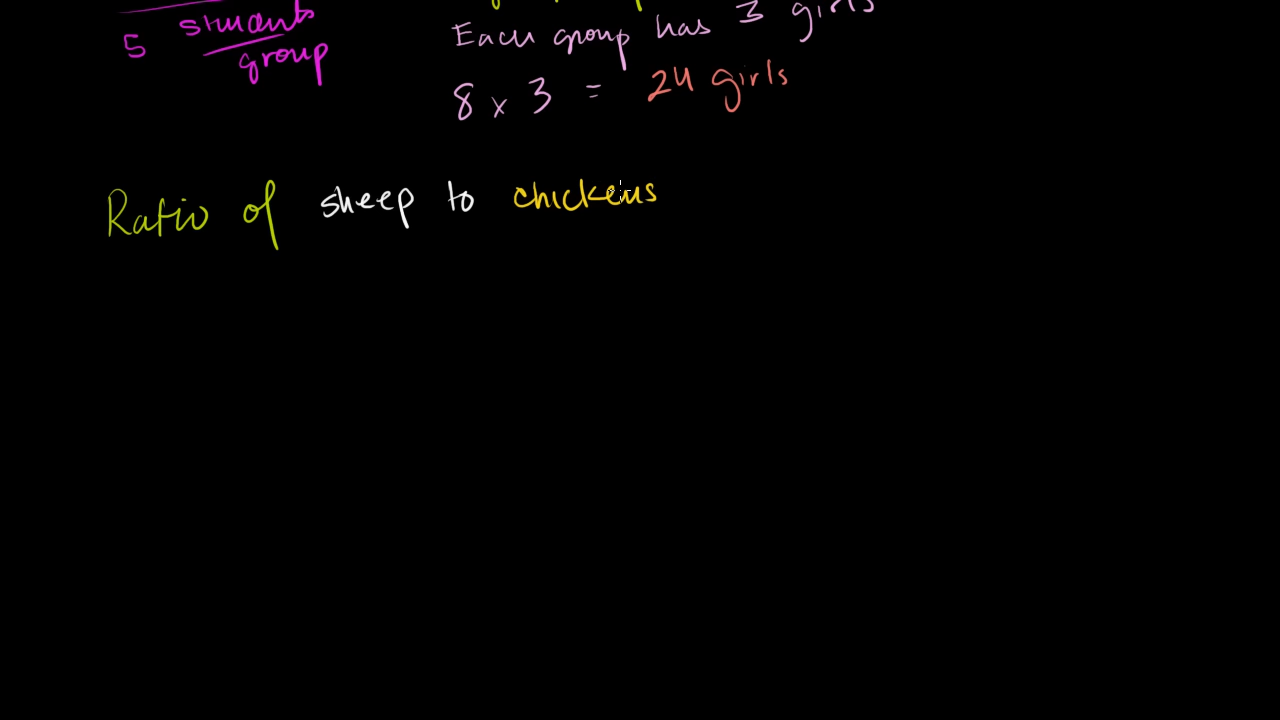 5 students
group
Each group has 3 girls
8 x 3 = 24 girls
Ratio of sheep to chickens